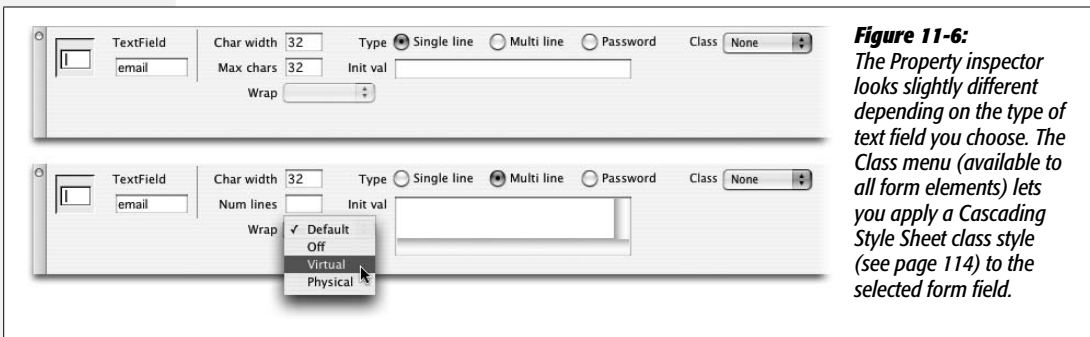 TextField Char width 32 Type Single line Multi line Password Class None
email Max chars 32 Init val
Wrap
TextField Char width 32 Type Single line Multi line Password Class None
email Num lines Init val
Wrap ✓ Default
Off
Virtual
Physical
Figure 11-6:
The Property inspector
looks slightly different
depending on the type of
text field you choose. The
Class menu (available to
all form elements) lets
you apply a Cascading
Style Sheet class style
(see page 114) to the
selected form field.